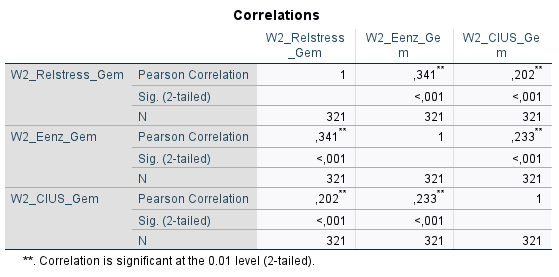 Correlations
W2_Relstress_Gem W2_Eenz_Gem W2_CIUS_Gem
W2_Relstress_Gem Pearson Correlation 1 ,341** ,202**
Sig. (2-tailed) <,001 <,001
N 321 321 321
W2_Eenz_Gem Pearson Correlation ,341** 1 ,233**
Sig. (2-tailed) <,001 <,001
N 321 321 321
W2_CIUS_Gem Pearson Correlation ,202** ,233** 1
Sig. (2-tailed) <,001 <,001
N 321 321 321
**. Correlation is significant at the 0.01 level (2-tailed).